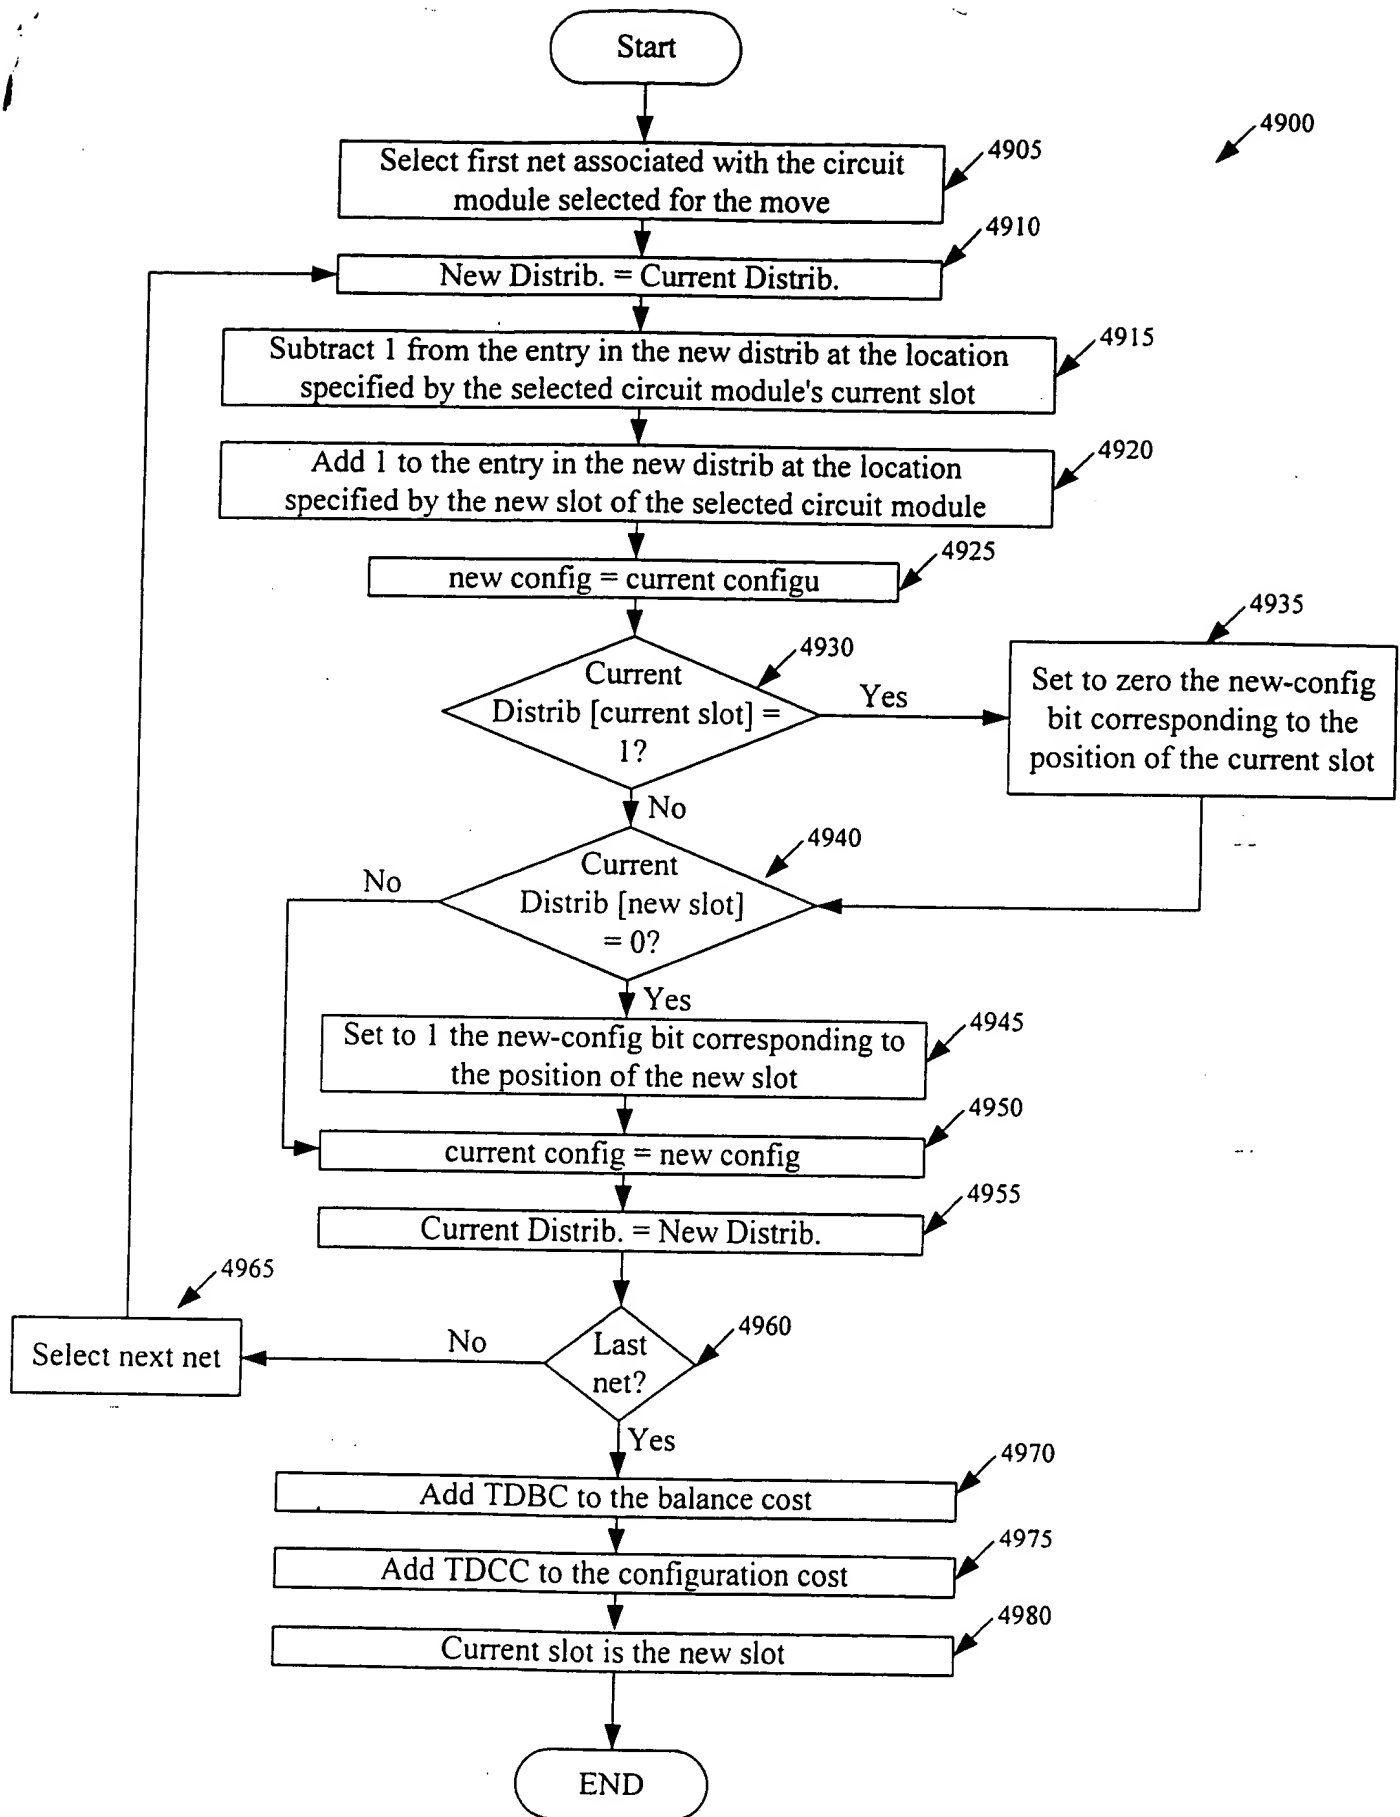 Start
4900
Select first net associated with the circuit
module selected for the move
4905
4910
New Distrib. = Current Distrib.
4915
Subtract 1 from the entry in the new distrib at the location
specified by the selected circuit module's current slot
4920
Add 1 to the entry in the new distrib at the location
specified by the new slot of the selected circuit module
4925
new config = current configu
4930
Current
Distrib [current slot] =
1?
Yes
4935
Set to zero the new-config
bit corresponding to the
position of the current slot
No
4940
Current
Distrib [new slot]
= 0?
No
Yes
4945
Set to 1 the new-config bit corresponding to
the position of the new slot
4950
current config = new config
4955
Current Distrib. = New Distrib.
4960
Last
net?
No
4965
Select next net
Yes
4970
Add TDBC to the balance cost
4975
Add TDCC to the configuration cost
4980
Current slot is the new slot
END